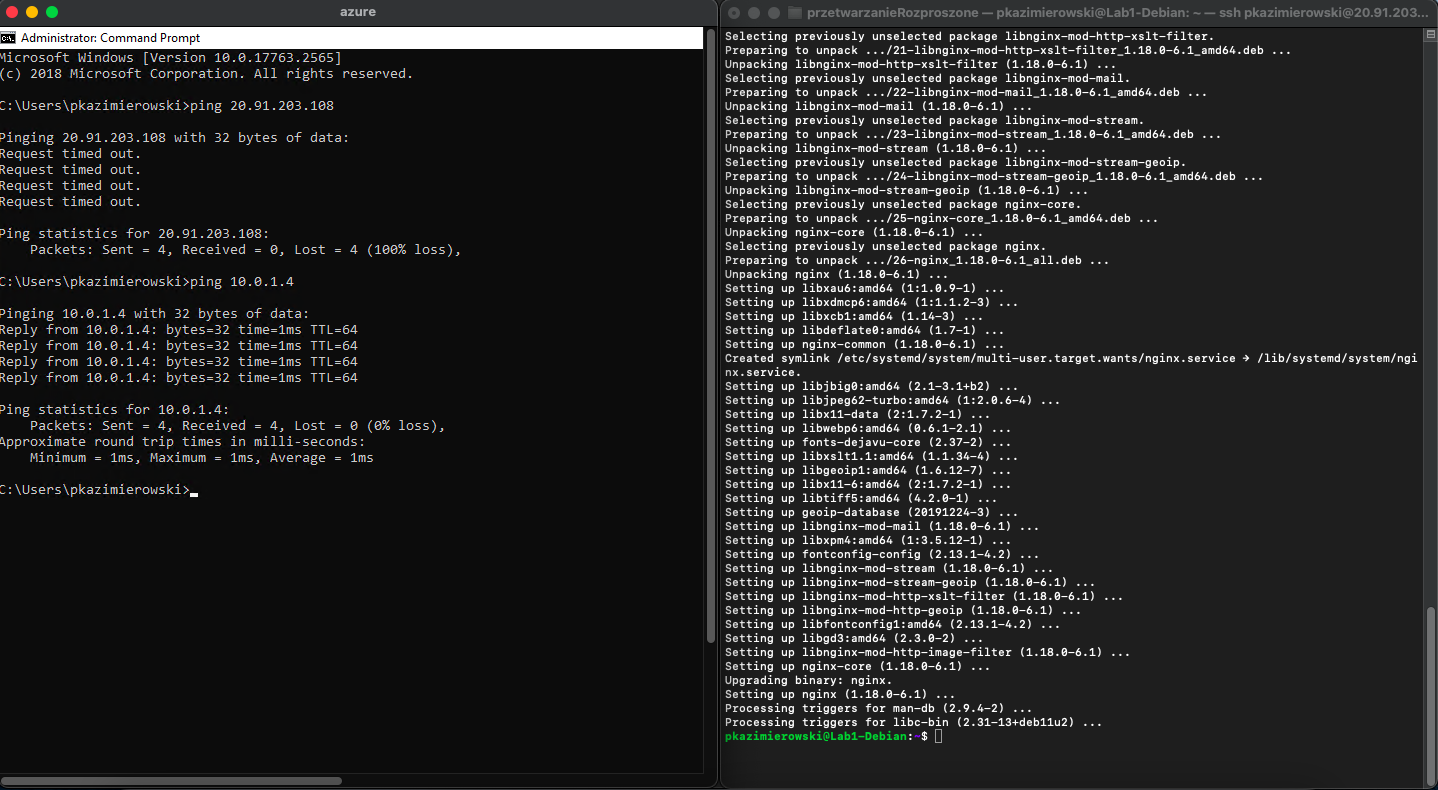 azure
Administrator: Command Prompt
Microsoft Windows [Version 10.0.17763.2565]
(c) 2018 Microsoft Corporation. All rights reserved.
C:\Users\pkazimierowski>ping 20.91.203.108
Pinging 20.91.203.108 with 32 bytes of data:
Request timed out.
Request timed out.
Request timed out.
Request timed out.
Ping statistics for 20.91.203.108:
    Packets: Sent = 4, Received = 0, Lost = 4 (100% loss),
C:\Users\pkazimierowski>ping 10.0.1.4
Pinging 10.0.1.4 with 32 bytes of data:
Reply from 10.0.1.4: bytes=32 time=1ms TTL=64
Reply from 10.0.1.4: bytes=32 time=1ms TTL=64
Reply from 10.0.1.4: bytes=32 time=1ms TTL=64
Reply from 10.0.1.4: bytes=32 time=1ms TTL=64
Ping statistics for 10.0.1.4:
    Packets: Sent = 4, Received = 4, Lost = 0 (0% loss),
Approximate round trip times in milli-seconds:
    Minimum = 1ms, Maximum = 1ms, Average = 1ms
C:\Users\pkazimierowski>
przetwarzanieRozproszone — pkazimierowski@Lab1-Debian: ~ — ssh pkazimierowski@20.91.203...
Selecting previously unselected package libnginx-mod-http-xslt-filter.
Preparing to unpack .../21-libnginx-mod-http-xslt-filter_1.18.0-6.1_amd64.deb ...
Unpacking libnginx-mod-http-xslt-filter (1.18.0-6.1) ...
Selecting previously unselected package libnginx-mod-mail.
Preparing to unpack .../22-libnginx-mod-mail_1.18.0-6.1_amd64.deb ...
Unpacking libnginx-mod-mail (1.18.0-6.1) ...
Selecting previously unselected package libnginx-mod-stream.
Preparing to unpack .../23-libnginx-mod-stream_1.18.0-6.1_amd64.deb ...
Unpacking libnginx-mod-stream (1.18.0-6.1) ...
Selecting previously unselected package libnginx-mod-stream-geoip.
Preparing to unpack .../24-libnginx-mod-stream-geoip_1.18.0-6.1_amd64.deb ...
Unpacking libnginx-mod-stream-geoip (1.18.0-6.1) ...
Selecting previously unselected package nginx-core.
Preparing to unpack .../25-nginx-core_1.18.0-6.1_amd64.deb ...
Unpacking nginx-core (1.18.0-6.1) ...
Selecting previously unselected package nginx.
Preparing to unpack .../26-nginx_1.18.0-6.1_all.deb ...
Unpacking nginx (1.18.0-6.1) ...
Setting up libxau6:amd64 (1:1.0.9-1) ...
Setting up libxdmcp6:amd64 (1:1.1.2-3) ...
Setting up libxcb1:amd64 (1.14-3) ...
Setting up libdeflate0:amd64 (1.7-1) ...
Setting up nginx-common (1.18.0-6.1) ...
Created symlink /etc/systemd/system/multi-user.target.wants/nginx.service → /lib/systemd/system/ngi
nx.service.
Setting up libjbig0:amd64 (2.1-3.1+b2) ...
Setting up libjpeg62-turbo:amd64 (1:2.0.6-4) ...
Setting up libx11-data (2:1.7.2-1) ...
Setting up libwebp6:amd64 (0.6.1-2.1) ...
Setting up fonts-dejavu-core (2.37-2) ...
Setting up libxslt1.1:amd64 (1.1.34-4) ...
Setting up libgeoip1:amd64 (1.6.12-7) ...
Setting up libx11-6:amd64 (2:1.7.2-1) ...
Setting up libtiff5:amd64 (4.2.0-1) ...
Setting up geoip-database (20191224-3) ...
Setting up libnginx-mod-mail (1.18.0-6.1) ...
Setting up libxpm4:amd64 (1:3.5.12-1) ...
Setting up fontconfig-config (2.13.1-4.2) ...
Setting up libnginx-mod-stream (1.18.0-6.1) ...
Setting up libnginx-mod-stream-geoip (1.18.0-6.1) ...
Setting up libnginx-mod-http-xslt-filter (1.18.0-6.1) ...
Setting up libnginx-mod-http-geoip (1.18.0-6.1) ...
Setting up libfontconfig1:amd64 (2.13.1-4.2) ...
Setting up libgd3:amd64 (2.3.0-2) ...
Setting up libnginx-mod-http-image-filter (1.18.0-6.1) ...
Setting up nginx-core (1.18.0-6.1) ...
Upgrading binary: nginx.
Setting up nginx (1.18.0-6.1) ...
Processing triggers for man-db (2.9.4-2) ...
Processing triggers for libc-bin (2.31-13+deb11u2) ...
pkazimierowski@Lab1-Debian:~$